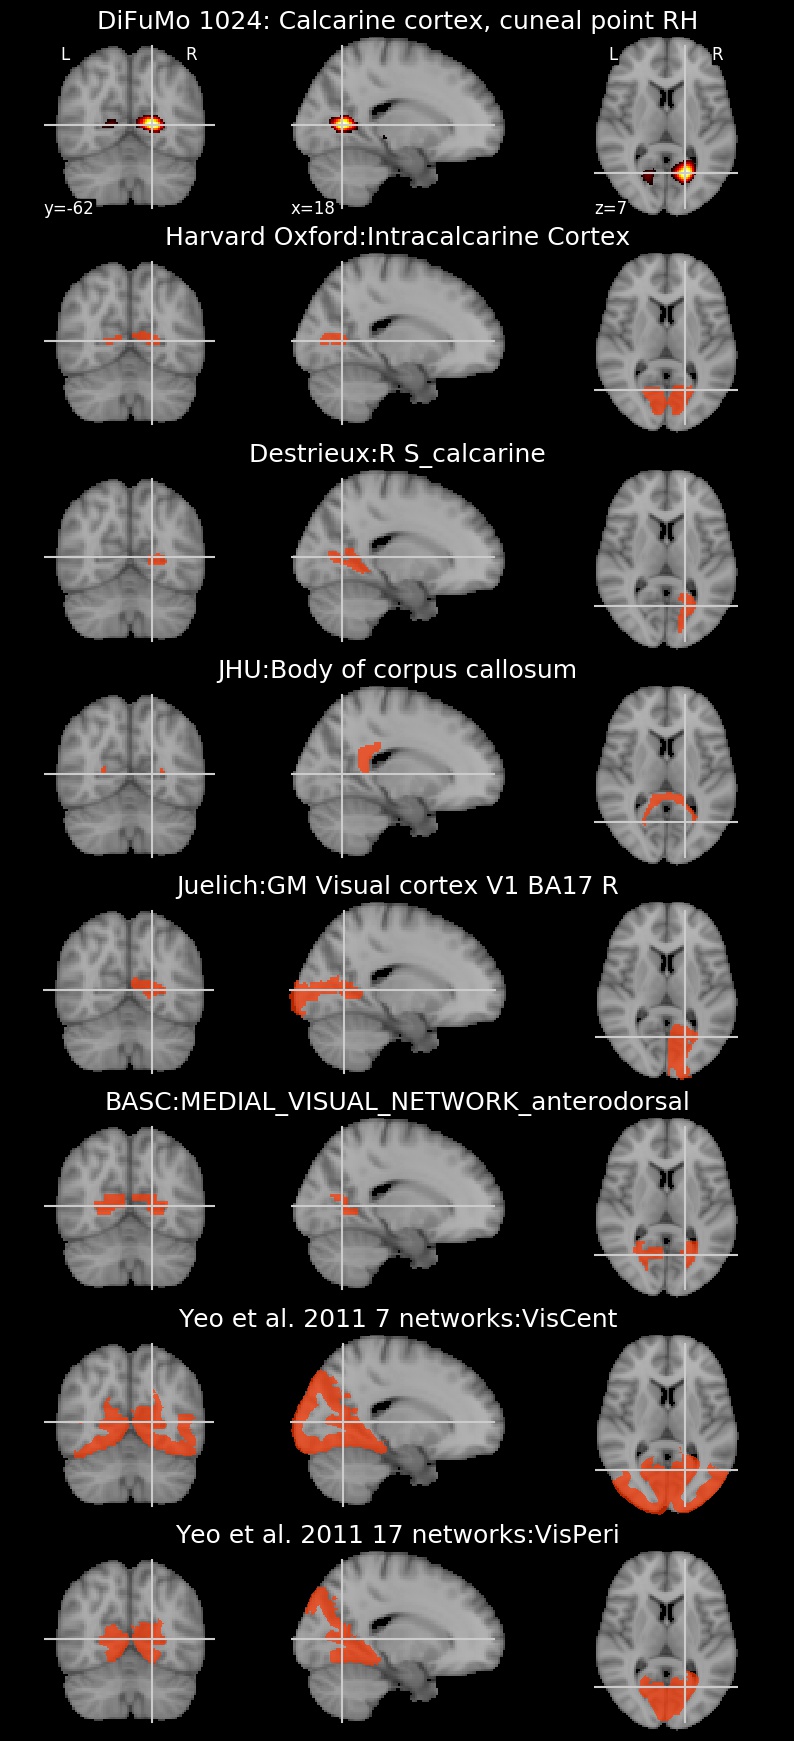 DiFuMo 1024: Calcarine cortex, cuneal point RH
L R L R
y=-62 x=18 z=7
Harvard Oxford:Intracalcarine Cortex
Destrieux:R S_calcarine
JHU:Body of corpus callosum
Juelich:GM Visual cortex V1 BA17 R
BASC:MEDIAL_VISUAL_NETWORK_anterodorsal
Yeo et al. 2011 7 networks:VisCent
Yeo et al. 2011 17 networks:VisPeri